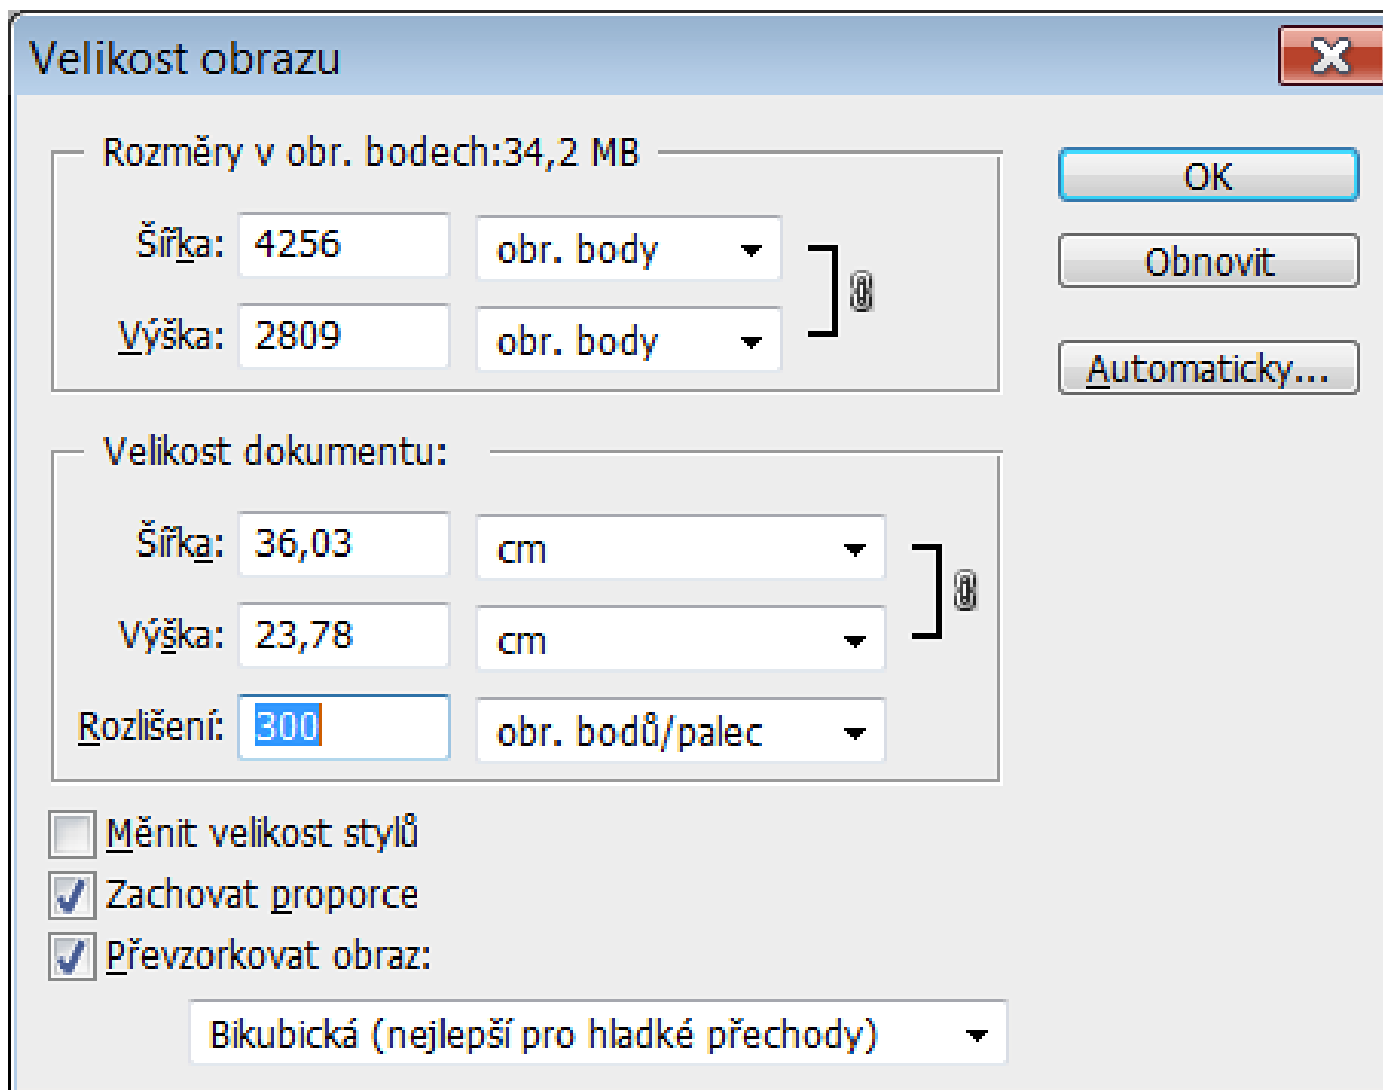 Velikost obrazu
Rozměry v obr. bodech:34,2 MB
Šířka: 4256 obr. body
Výška: 2809 obr. body
OK
Obnovit
Automaticky...
Velikost dokumentu:
Šířka: 36,03 cm
Výška: 23,78 cm
Rozlišení: 300 obr. bodů/palec
Měnit velikost stylů
Zachovat proporce
Převzorkovat obraz:
Bikubická (nejlepší pro hladké přechody)